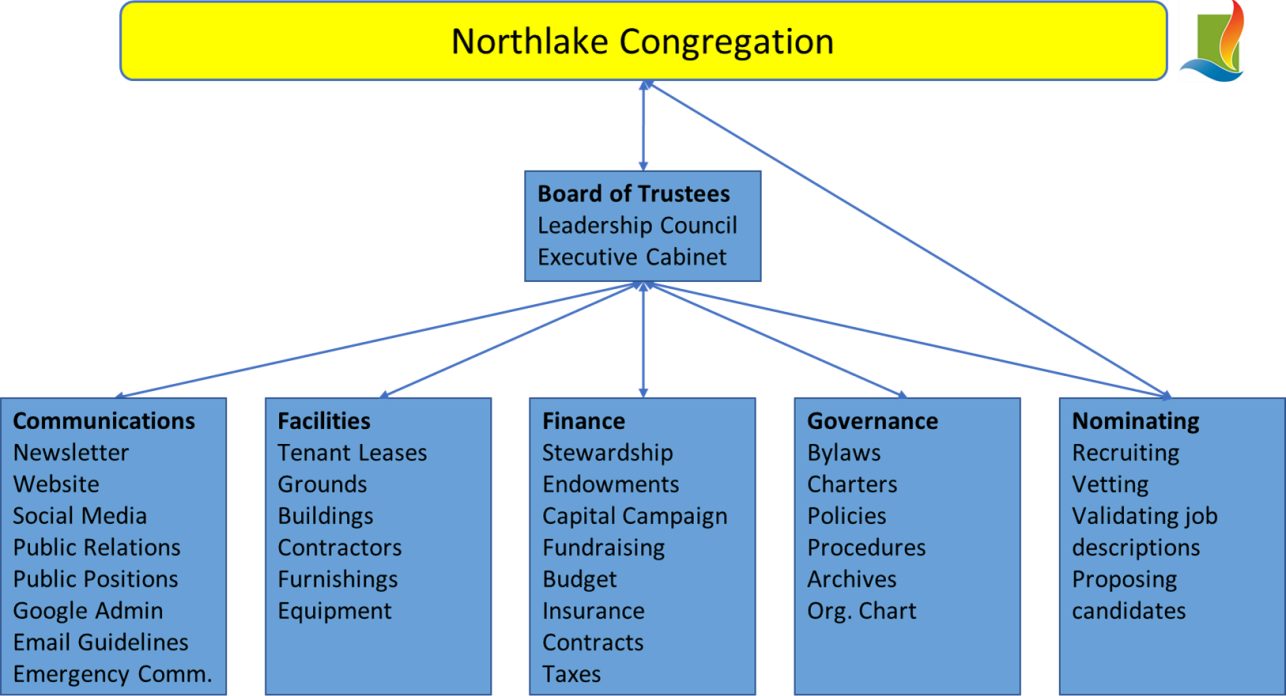 Northlake Congregation
Board of Trustees
Leadership Council
Executive Cabinet
Communications
Newsletter
Website
Social Media
Public Relations
Public Positions
Google Admin
Email Guidelines
Emergency Comm.
Facilities
Tenant Leases
Grounds
Buildings
Contractors
Furnishings
Equipment
Finance
Stewardship
Endowments
Capital Campaign
Fundraising
Budget
Insurance
Contracts
Taxes
Governance
Bylaws
Charters
Policies
Procedures
Archives
Org. Chart
Nominating
Recruiting
Vetting
Validating job
descriptions
Proposing
candidates